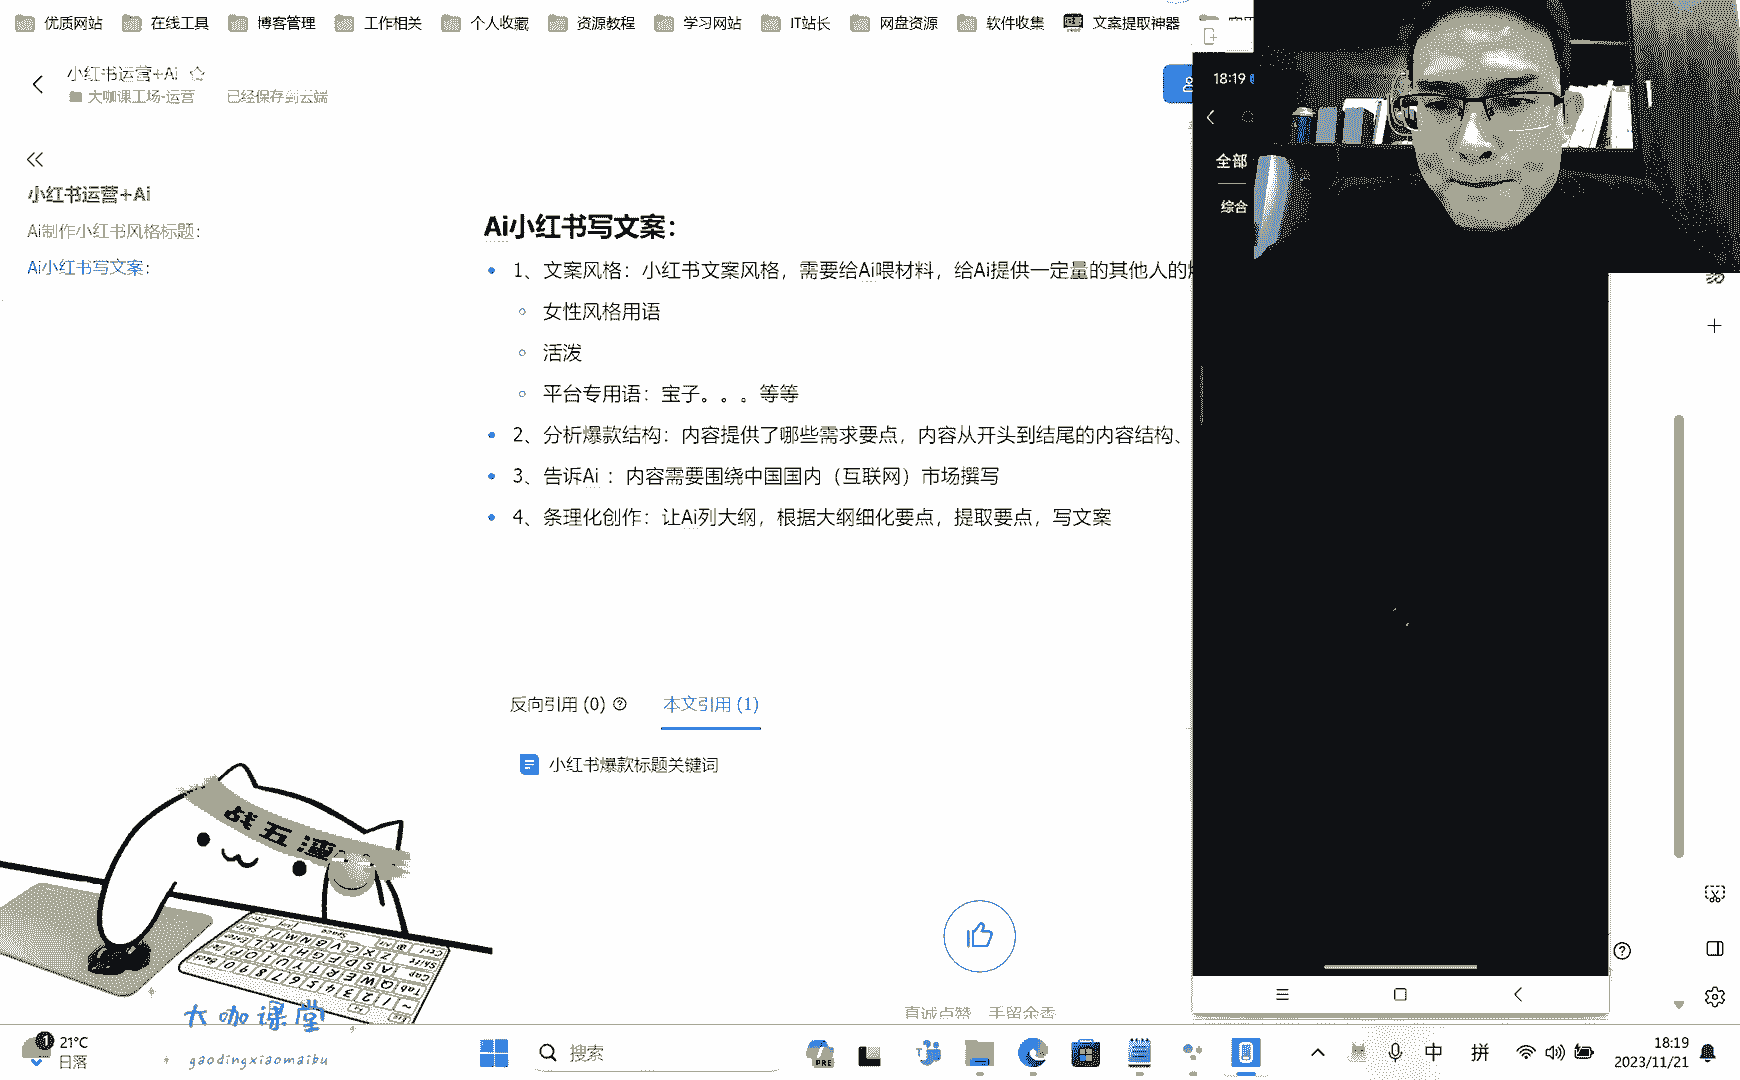 优质网站 在线工具 博客管理 工作相关 个人收藏 资源教程 学习网站 IT站长 网盘资源 软件收集 文案提取神器
小红书运营+Ai
大咖课工场-运营 已经保存到云端
小红书运营+Ai
Ai制作小红书风格标题：
Ai小红书写文案：
Ai小红书写文案：
1、文案风格：小红书文案风格，需要给Ai喂材料，给Ai提供一定量的其他人的
女性风格用语
活泼
平台专用语：宝子。。。等等
2、分析爆款结构：内容提供了哪些需求要点，内容从开头到结尾的内容结构、
3、告诉Ai：内容需要围绕中国国内（互联网）市场撰写
4、条理化创作：让Ai列大纲，根据大纲细化要点，提取要点，写文案
反向引用 (0) 本文引用 (1)
小红书爆款标题关键词
真诚点赞 手留余香
18:19
全部
综合
大咖课堂
gaodingxiaomaibu
21°C
日落
搜索
PRE
中 拼
18:19
2023/11/21